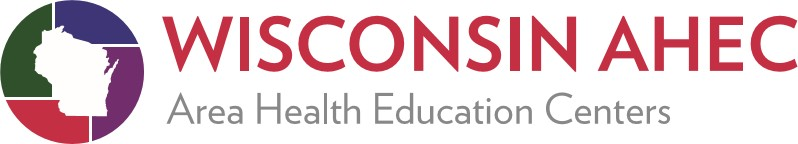 WISCONSIN AHEC
Area Health Education Centers